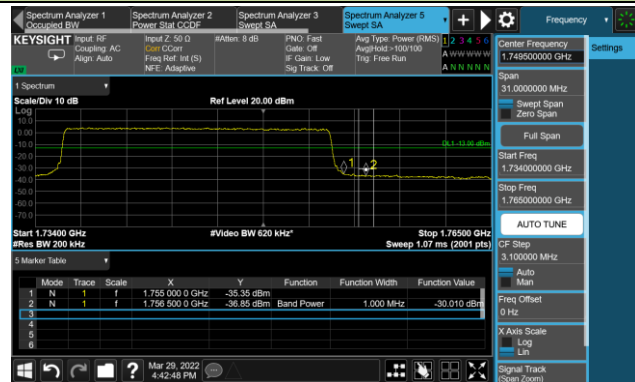 Spectrum Analyzer 1
Occupied BW
Spectrum Analyzer 2
Power Stat CCDF
Spectrum Analyzer 3
Swept SA
Spectrum Analyzer 5
Swept SA
Frequency
KEYSIGHT
Input: RF
Coupling: AC
Align: Auto
Input Z: 50 Ω
Corr CCorr
Freq Ref: Int (S)
NFE: Adaptive
#Atten: 8 dB
PNO: Fast
Gate: Off
IF Gain: Low
Sig Track: Off
Avg Type: Power (RMS)
Avg|Hold:>100/100
Trig: Free Run
1 2 3 4 5 6
A W W W W W
A N N N N N
1 Spectrum
Scale/Div 10 dB
Ref Level 20.00 dBm
Log
10.0
0.00
-10.0
-20.0
-30.0
-40.0
-50.0
-60.0
-70.0
DL1 -13.00 dBm
1
2
Start 1.73400 GHz
#Video BW 620 kHz*
Stop 1.76500 GHz
#Res BW 200 kHz
Sweep 1.07 ms (2001 pts)
5 Marker Table
Mode Trace Scale X Y Function Function Width Function Value
1 N 1 f 1.755 000 0 GHz -35.35 dBm
2 N 1 f 1.756 500 0 GHz -36.85 dBm Band Power 1.000 MHz -30.010 dBm
3
4
5
6
Mar 29, 2022
4:42:48 PM
Center Frequency
1.749500000 GHz
Settings
Span
31.0000000 MHz
Swept Span
Zero Span
Full Span
Start Freq
1.734000000 GHz
Stop Freq
1.765000000 GHz
AUTO TUNE
CF Step
3.100000 MHz
Auto
Man
Freq Offset
0 Hz
X Axis Scale
Log
Lin
Signal Track
(Span Zoom)